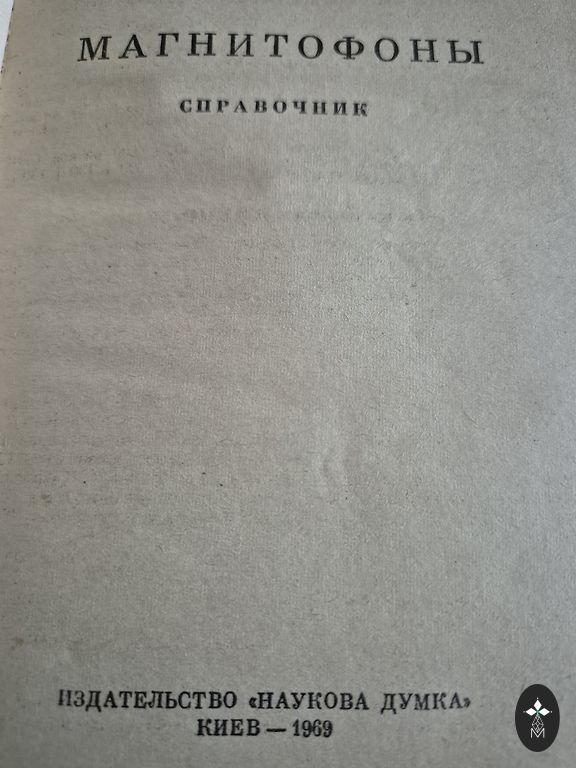 МАГНИТОФОНЫ
СПРАВОЧНИК
ИЗДАТЕЛЬСТВО «НАУКОВА ДУМКА»
КИЕВ — 1969